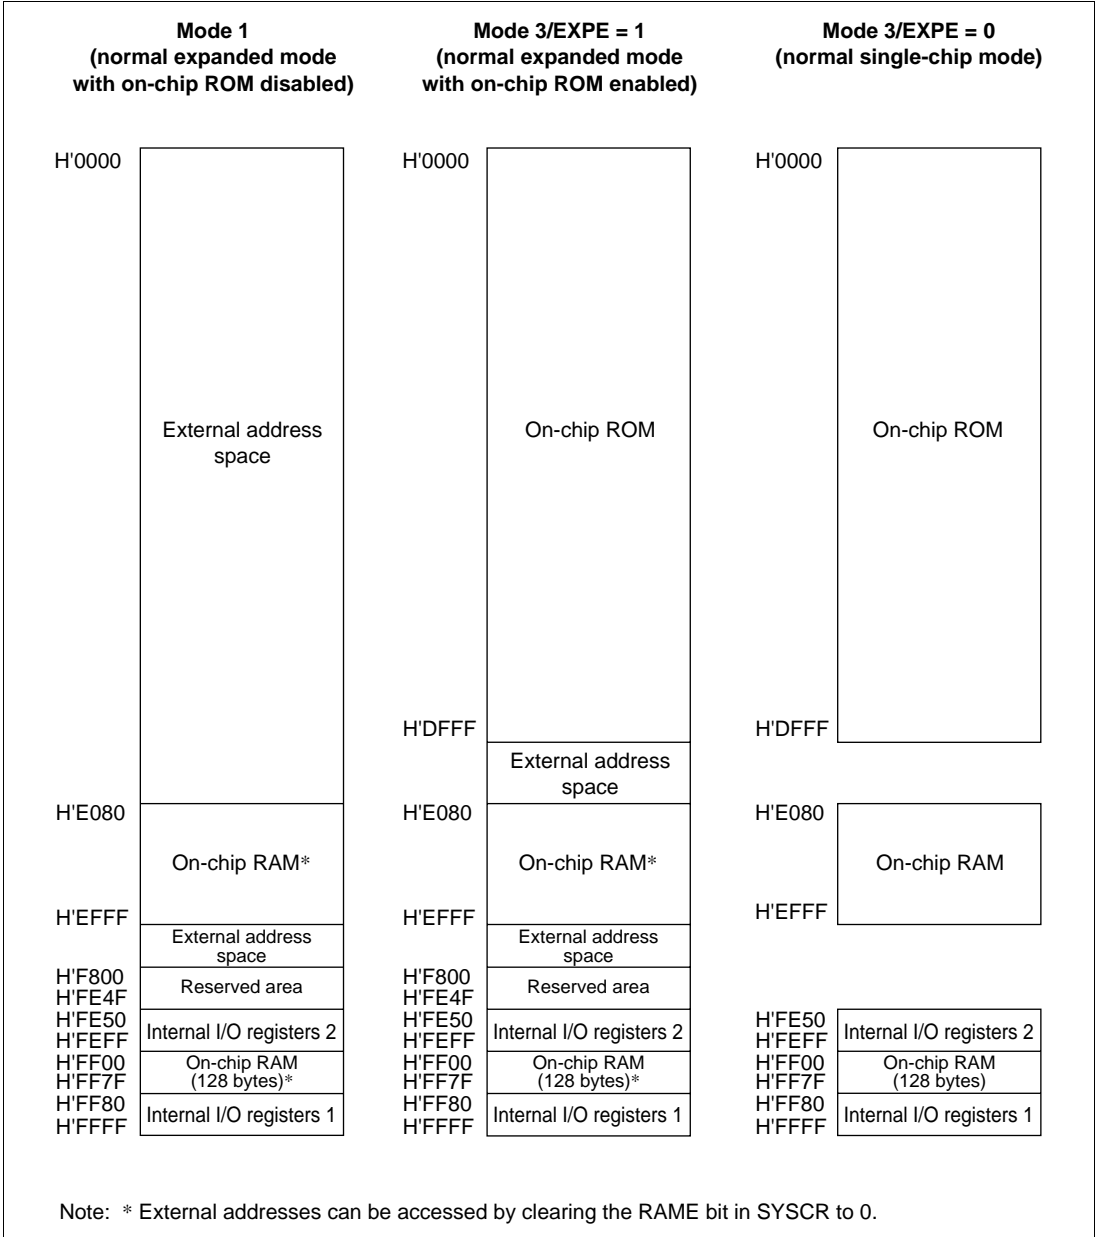 Mode 1
(normal expanded mode
with on-chip ROM disabled)
H'0000
External address
space
H'E080
On-chip RAM*
H'EFFF
External address
space
H'F800
Reserved area
H'FE4F
H'FE50
Internal I/O registers 2
H'FEFF
H'FF00
On-chip RAM
(128 bytes)*
H'FF7F
H'FF80
Internal I/O registers 1
H'FFFF
Mode 3/EXPE = 1
(normal expanded mode
with on-chip ROM enabled)
H'0000
On-chip ROM
H'DFFF
External address
space
H'E080
On-chip RAM*
H'EFFF
External address
space
H'F800
Reserved area
H'FE4F
H'FE50
Internal I/O registers 2
H'FEFF
H'FF00
On-chip RAM
(128 bytes)*
H'FF7F
H'FF80
Internal I/O registers 1
H'FFFF
Mode 3/EXPE = 0
(normal single-chip mode)
H'0000
On-chip ROM
H'DFFF
H'E080
On-chip RAM
H'EFFF
H'FE50
Internal I/O registers 2
H'FEFF
H'FF00
On-chip RAM
(128 bytes)
H'FF7F
H'FF80
Internal I/O registers 1
H'FFFF
Note: * External addresses can be accessed by clearing the RAME bit in SYSCR to 0.